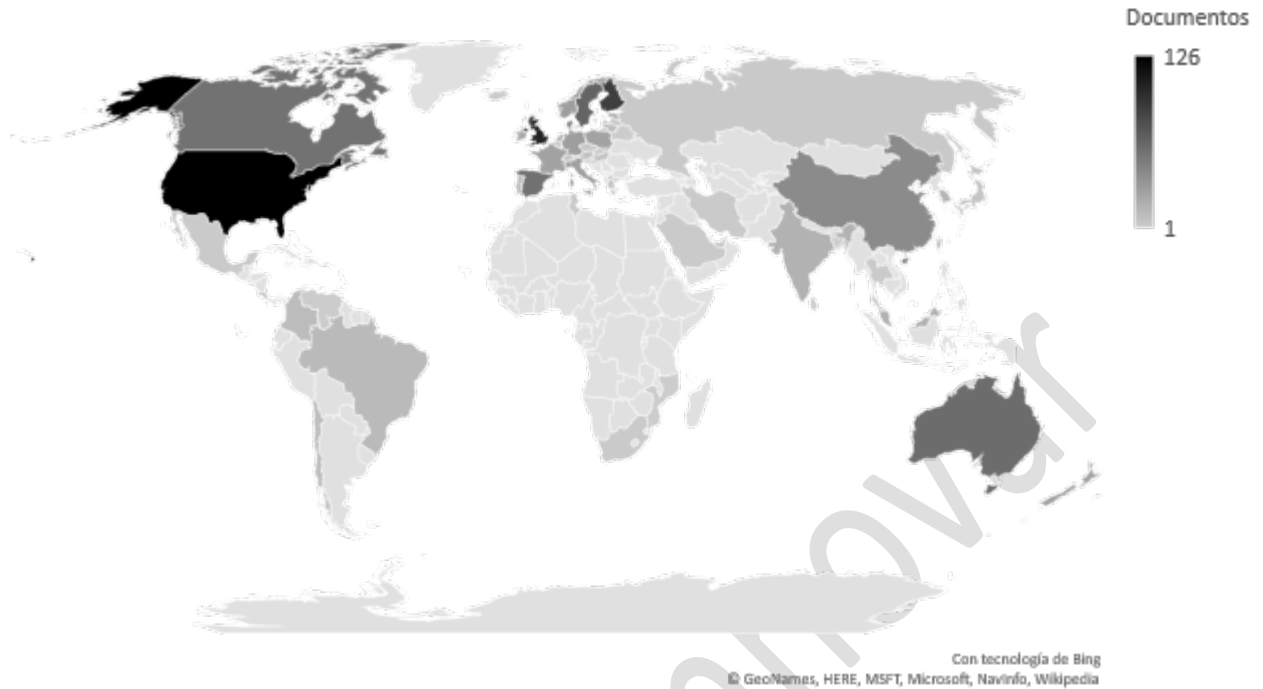 Documentos
126
1
Con tecnología de Bing
© GeoNames, HERE, MSFT, Microsoft, Navinfo, Wikipedia